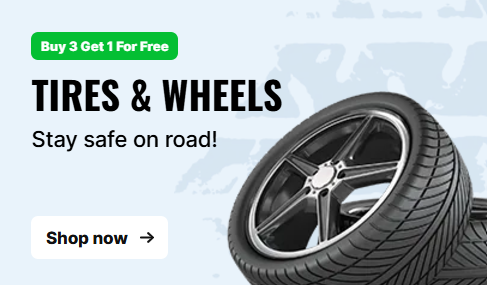 Buy 3 Get 1 For Free
TIRES & WHEELS
Stay safe on road!
Shop now →